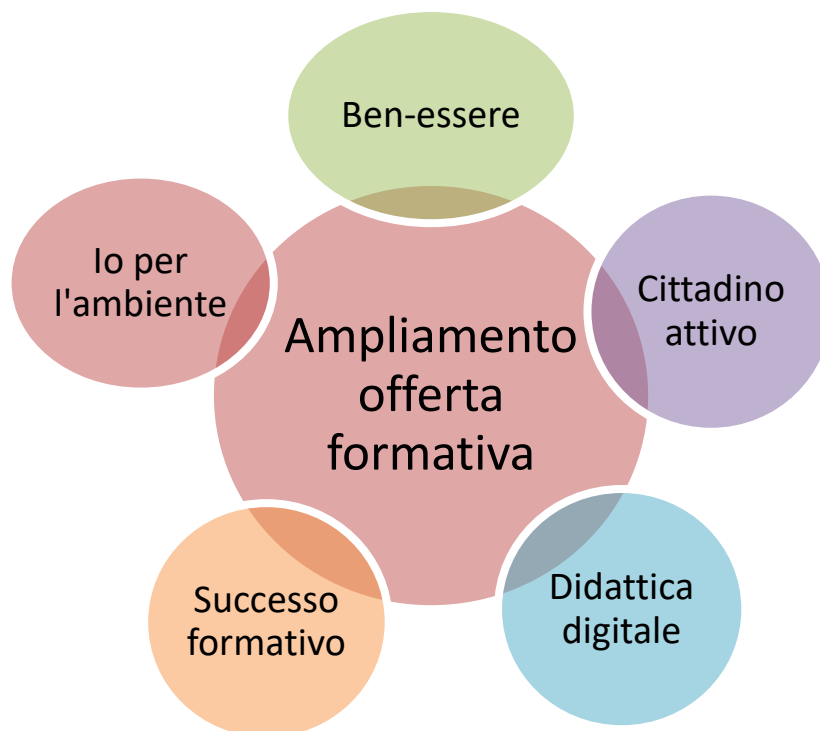 Ben-essere
Io per
l'ambiente
Cittadino
attivo
Ampliamento
offerta
formativa
Successo
formativo
Didattica
digitale